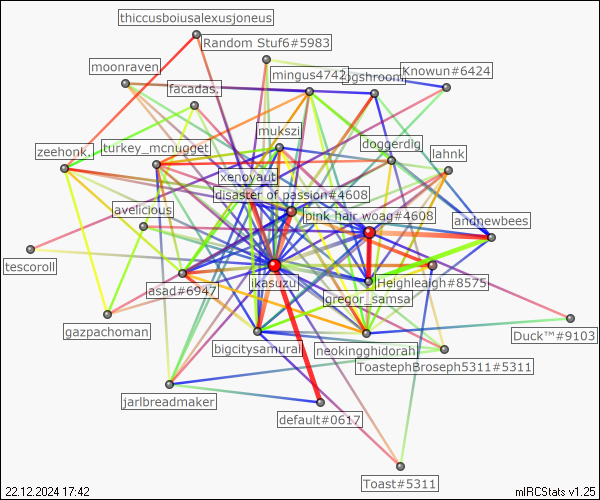 thiccusboiusalexusjoneus
Random Stuf6#5983
moonraven
mingus4742
ogshroom
Knowun#6424
facadas.
mukszi
doggerdig
zeehonk.
turkey_mcnugget
lahnk
xenoyaut
disaster of passion#4608
avelicious
pink hair woag#4608
andnewbees
tescoroll
asad#6947
ikasuzu
Heighleaigh#8575
gregor_samsa
gazpachoman
Duck™#9103
bigcitysamurai
neokingghidorah
ToastephBroseph5311#5311
jarlbreadmaker
default#0617
Toast#5311
22.12.2024 17:42
mIRCStats v1.25